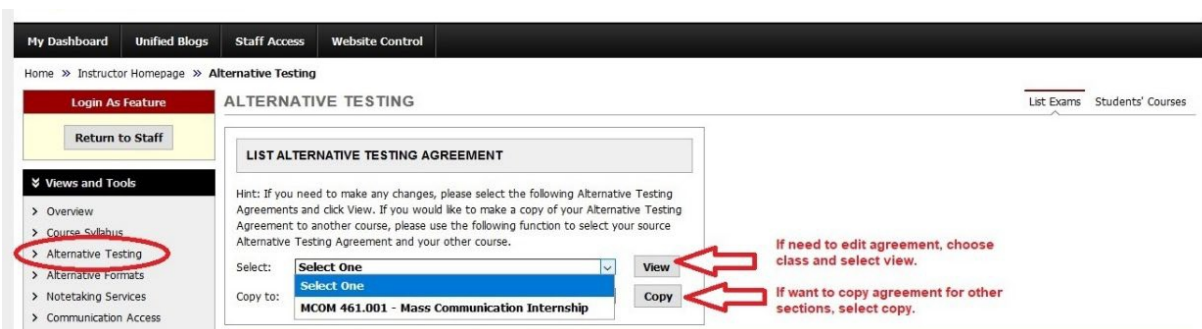 My Dashboard Unified Blogs Staff Access Website Control
Home » Instructor Homepage » Alternative Testing
Login As Feature
Return to Staff
Views and Tools
Overview
Course Syllabus
Alternative Testing
Alternative Formats
Notetaking Services
Communication Access
ALTERNATIVE TESTING
List Exams Students' Courses
LIST ALTERNATIVE TESTING AGREEMENT
Hint: If you need to make any changes, please select the following Alternative Testing
Agreements and click View. If you would like to make a copy of your Alternative Testing
Agreement to another course, please use the following function to select your source
Alternative Testing Agreement and your other course.
Select: Select One View
Select One
Copy to: Copy
MCOM 461.001 - Mass Communication Internship
If need to edit agreement, choose
class and select view.
If want to copy agreement for other
sections, select copy.